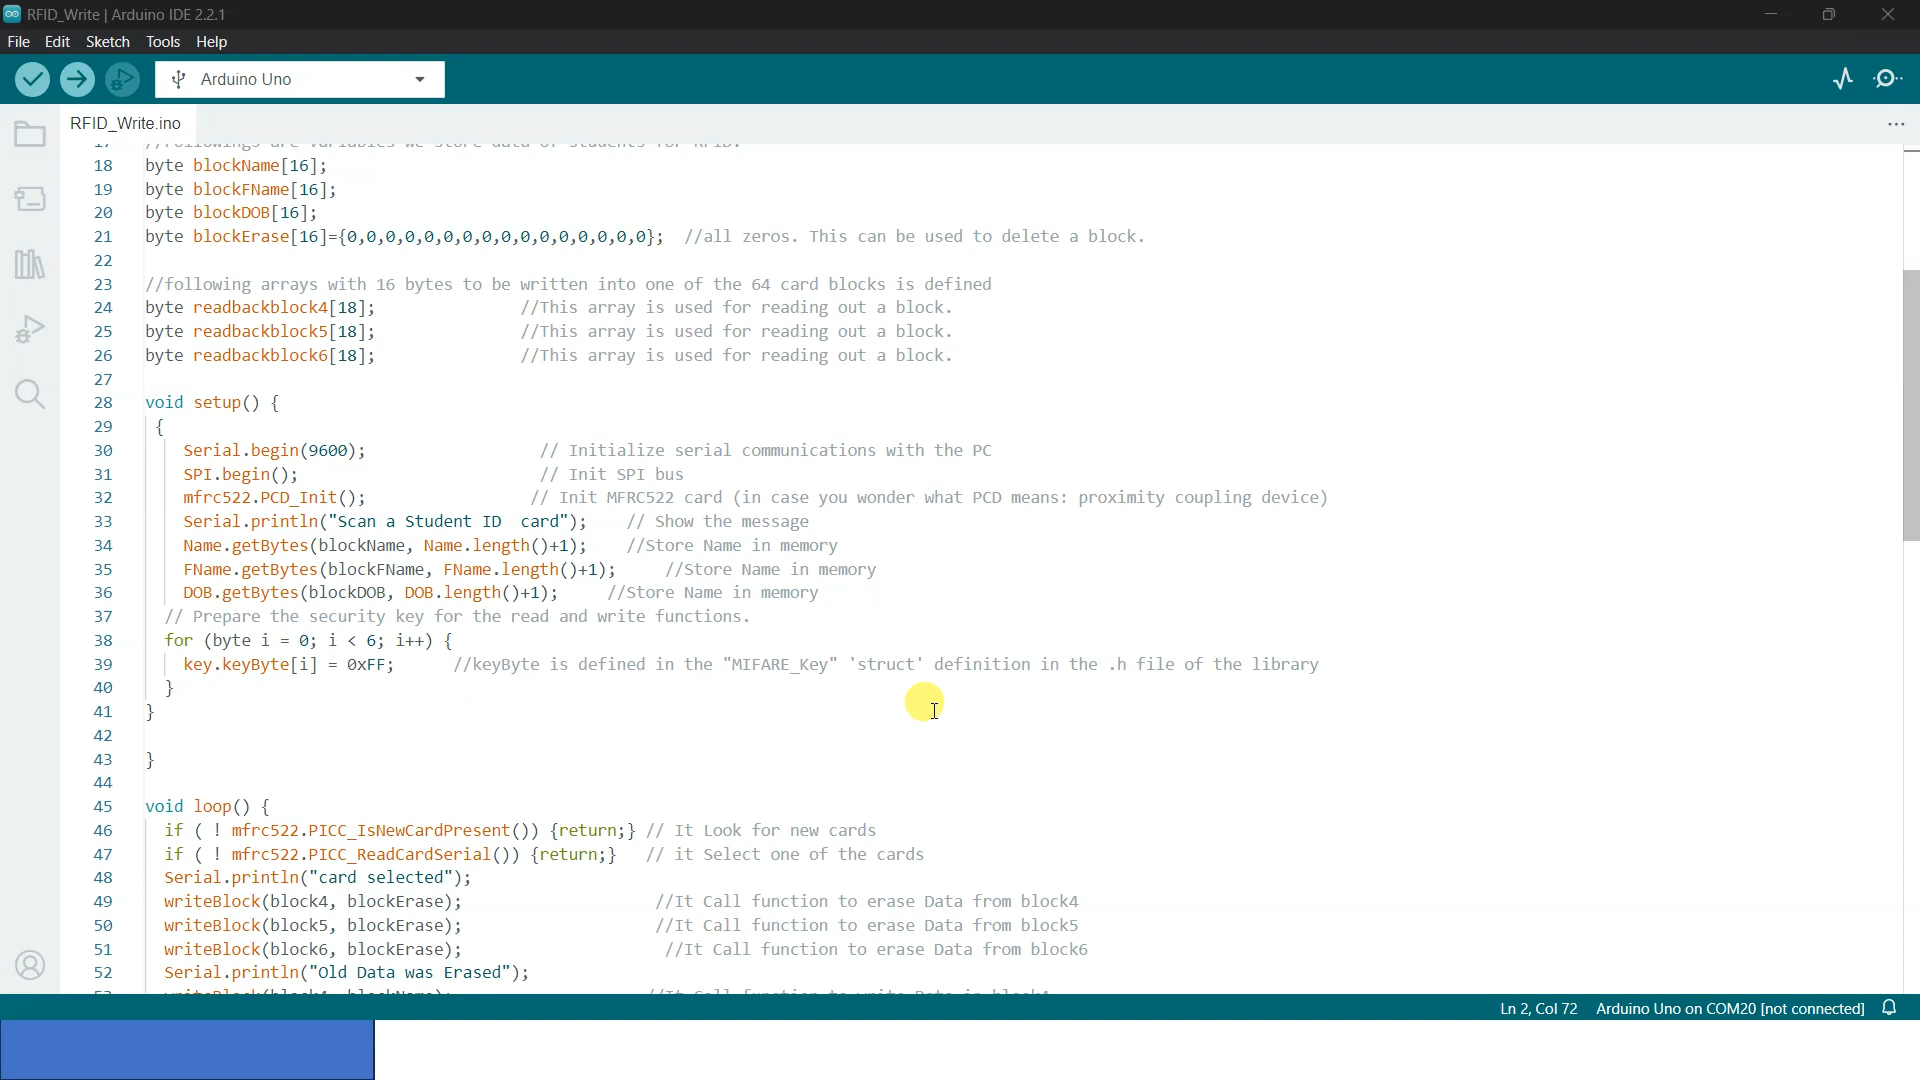 RFID_Write | Arduino IDE 2.2.1
File Edit Sketch Tools Help
Arduino Uno
RFID_Write.ino
17 //Followings are variables we store data of students for RFID.
18 byte blockName[16];
19 byte blockFName[16];
20 byte blockDOB[16];
21 byte blockErase[16]={0,0,0,0,0,0,0,0,0,0,0,0,0,0,0,0}; //all zeros. This can be used to delete a block.
22
23 //following arrays with 16 bytes to be written into one of the 64 card blocks is defined
24 byte readbackblock4[18]; //This array is used for reading out a block.
25 byte readbackblock5[18]; //This array is used for reading out a block.
26 byte readbackblock6[18]; //This array is used for reading out a block.
27
28 void setup() {
29 {
30 Serial.begin(9600); // Initialize serial communications with the PC
31 SPI.begin(); // Init SPI bus
32 mfrc522.PCD_Init(); // Init MFRC522 card (in case you wonder what PCD means: proximity coupling device)
33 Serial.println("Scan a Student ID  card"); // Show the message
34 Name.getBytes(blockName, Name.length()+1); //Store Name in memory
35 FName.getBytes(blockFName, FName.length()+1); //Store Name in memory
36 DOB.getBytes(blockDOB, DOB.length()+1); //Store Name in memory
37 // Prepare the security key for the read and write functions.
38 for (byte i = 0; i < 6; i++) {
39 key.keyByte[i] = 0xFF; //keyByte is defined in the "MIFARE_Key" 'struct' definition in the .h file of the library
40 }
41 }
42
43 }
44
45 void loop() {
46 if ( ! mfrc522.PICC_IsNewCardPresent()) {return;} // It Look for new cards
47 if ( ! mfrc522.PICC_ReadCardSerial()) {return;} // it Select one of the cards
48 Serial.println("card selected");
49 writeBlock(block4, blockErase); //It Call function to erase Data from block4
50 writeBlock(block5, blockErase); //It Call function to erase Data from block5
51 writeBlock(block6, blockErase); //It Call function to erase Data from block6
52 Serial.println("Old Data was Erased");
53 writeBlock(block4, blockName); //It Call function to write Data in block4
Ln 2, Col 72 Arduino Uno on COM20 [not connected]